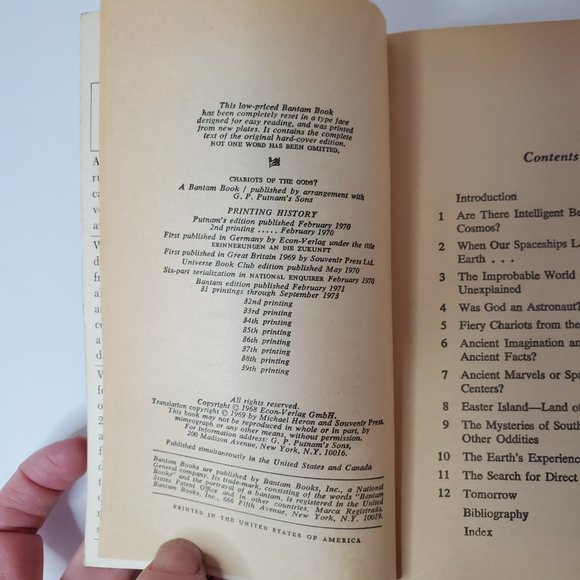 This low-priced Bantam Book
has been completely reset in a type face
designed for easy reading, and was printed
from new plates. It contains the complete
text of the original hard-cover edition.
NOT ONE WORD HAS BEEN OMITTED.
CHARIOTS OF THE GODS?
A Bantam Book / published by arrangement with
G. P. Putnam's Sons
PRINTING HISTORY
Putnam's edition published February 1970
2nd printing ..... February 1970
First published in Germany by Econ-Verlag under the title
ERINNERUNGEN AN DIE ZUKUNFT
First published in Great Britain 1969 by Souvenir Press Ltd.
Universe Book Club edition published May 1970
Six-part serialization in NATIONAL ENQUIRER February 1970
Bantam edition published February 1971
31 printings through September 1973
32nd printing
33rd printing
34th printing
35th printing
36th printing
37th printing
38th printing
39th printing
All rights reserved.
Copyright © 1968 Econ-Verlag GmbH.
Translation copyright © 1969 by Michael Heron and Souvenir Press.
This book may not be reproduced in whole or in part, by
mimeograph or any other means, without permission.
For information address: G. P. Putnam's Sons,
200 Madison Avenue, New York, N.Y. 10016.
Published simultaneously in the United States and Canada
Bantam Books are published by Bantam Books, Inc., a National
General company. Its trade-mark, consisting of the words "Bantam
Books" and the portrayal of a bantam, is registered in the United
States Patent Office and in other countries. Marca Registrada.
Bantam Books, Inc., 666 Fifth Avenue, New York, N.Y. 10019.
PRINTED IN THE UNITED STATES OF AMERICA
Contents
Introduction
1 Are There Intelligent Be
Cosmos?
2 When Our Spaceships La
Earth . . .
3 The Improbable World
Unexplained
4 Was God an Astronaut?
5 Fiery Chariots from the
6 Ancient Imagination an
Ancient Facts?
7 Ancient Marvels or Spa
Centers?
8 Easter Island—Land o
9 The Mysteries of South
Other Oddities
10 The Earth's Experience
11 The Search for Direct
12 Tomorrow
Bibliography
Index